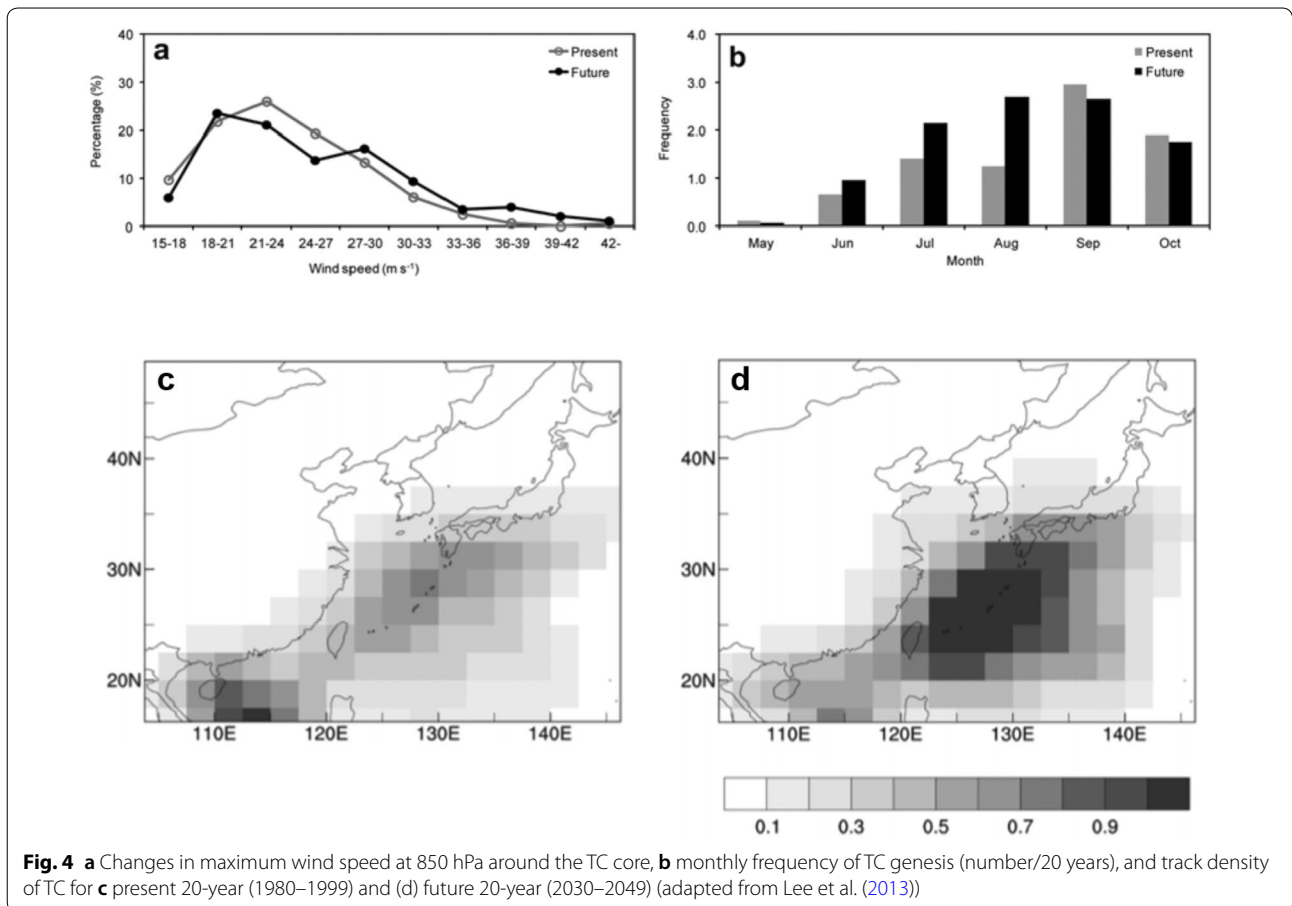 a
Present
Future
Percentage (%)
40
30
20
10
0
15-18 18-21 21-24 24-27 27-30 30-33 33-36 36-39 39-42 42-
Wind speed (m s⁻¹)
b
Present
Future
Frequency
4.0
3.0
2.0
1.0
0.0
May Jun Jul Aug Sep Oct
Month
c
40N
30N
20N
110E 120E 130E 140E
d
40N
30N
20N
110E 120E 130E 140E
0.1 0.3 0.5 0.7 0.9
Fig. 4 a Changes in maximum wind speed at 850 hPa around the TC core, b monthly frequency of TC genesis (number/20 years), and track density
of TC for c present 20-year (1980–1999) and (d) future 20-year (2030–2049) (adapted from Lee et al. (2013))